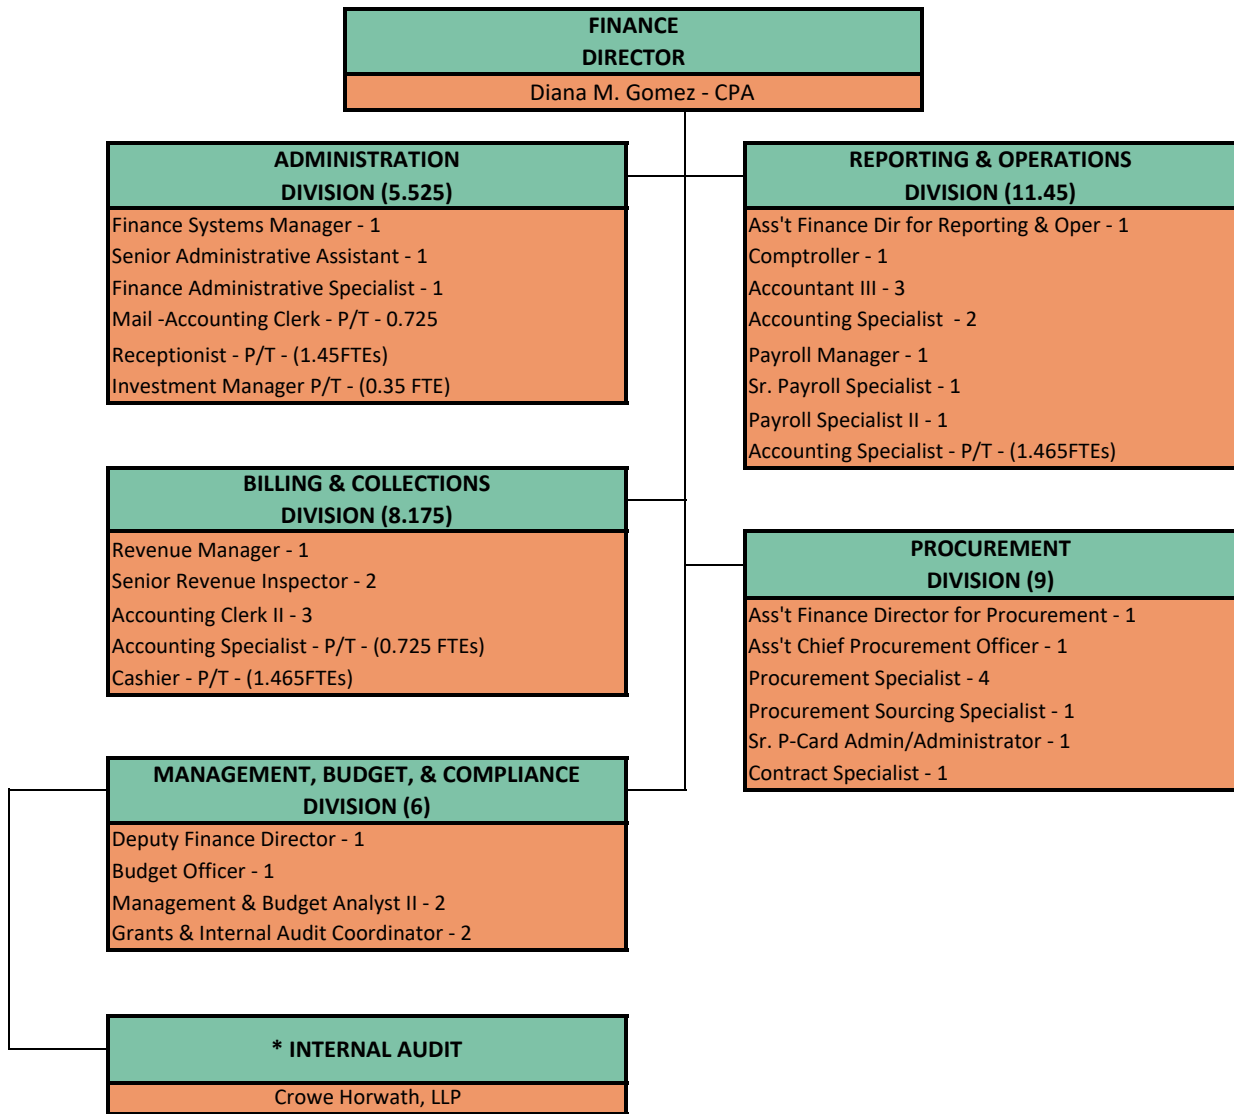 FINANCE
DIRECTOR
Diana M. Gomez - CPA
ADMINISTRATION
DIVISION (5.525)
Finance Systems Manager - 1
Senior Administrative Assistant - 1
Finance Administrative Specialist - 1
Mail -Accounting Clerk - P/T - 0.725
Receptionist - P/T - (1.45FTEs)
Investment Manager P/T - (0.35 FTE)
REPORTING & OPERATIONS
DIVISION (11.45)
Ass't Finance Dir for Reporting & Oper - 1
Comptroller - 1
Accountant III - 3
Accounting Specialist - 2
Payroll Manager - 1
Sr. Payroll Specialist - 1
Payroll Specialist II - 1
Accounting Specialist - P/T - (1.465FTEs)
BILLING & COLLECTIONS
DIVISION (8.175)
Revenue Manager - 1
Senior Revenue Inspector - 2
Accounting Clerk II - 3
Accounting Specialist - P/T - (0.725 FTEs)
Cashier - P/T - (1.465FTEs)
PROCUREMENT
DIVISION (9)
Ass't Finance Director for Procurement - 1
Ass't Chief Procurement Officer - 1
Procurement Specialist - 4
Procurement Sourcing Specialist - 1
Sr. P-Card Admin/Administrator - 1
Contract Specialist - 1
MANAGEMENT, BUDGET, & COMPLIANCE
DIVISION (6)
Deputy Finance Director - 1
Budget Officer - 1
Management & Budget Analyst II - 2
Grants & Internal Audit Coordinator - 2
* INTERNAL AUDIT
Crowe Horwath, LLP